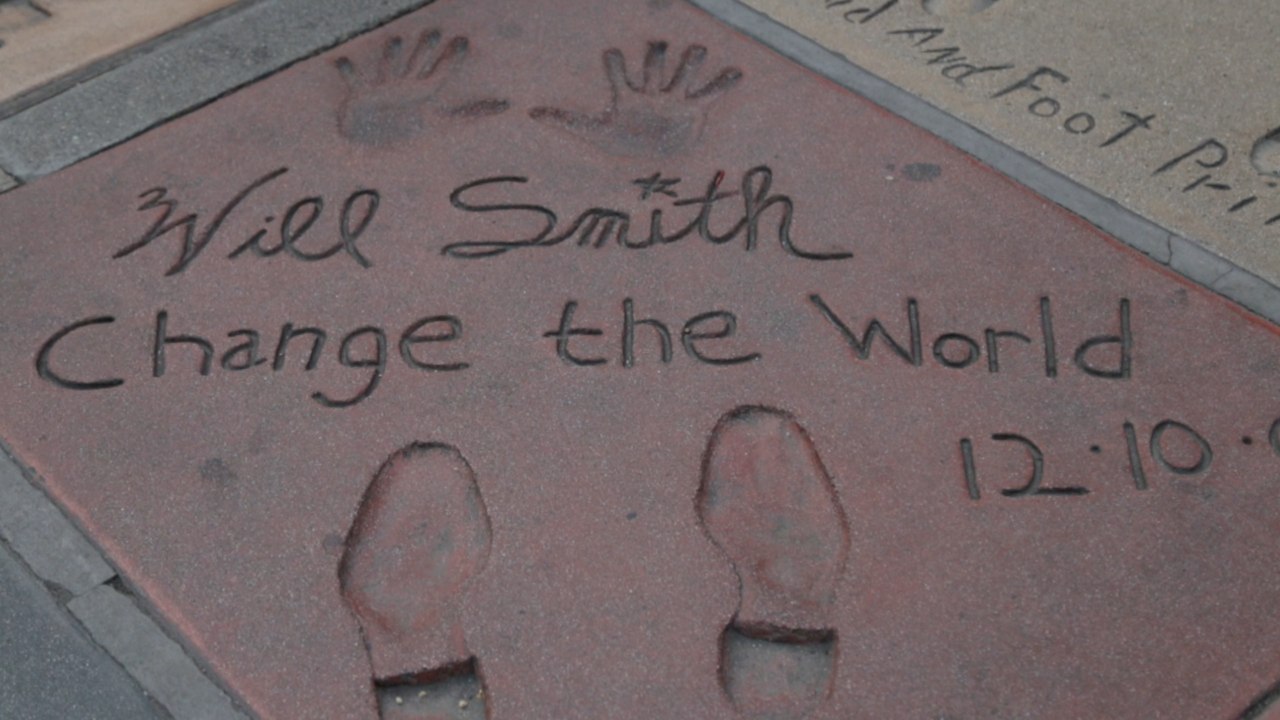 Will Smith
Change the World
12.10.
AND Foot